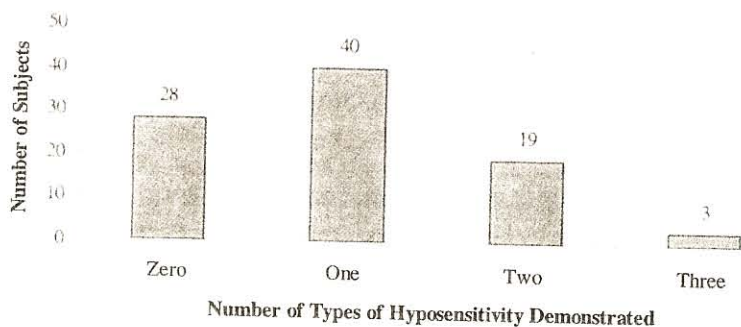 50
40
40
30
28
20
19
10
3
0
Number of Subjects
Zero
One
Two
Three
Number of Types of Hyposensitivity Demonstrated